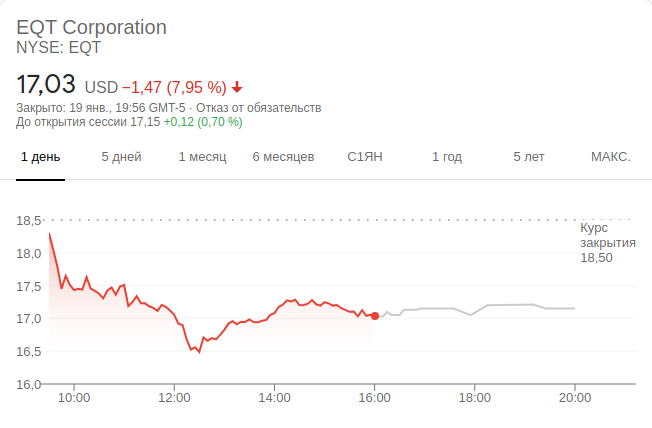 EQT Corporation
NYSE: EQT
17,03 USD −1,47 (7,95 %)
Закрыто: 19 янв., 19:56 GMT-5 · Отказ от обязательств
До открытия сессии 17,15 +0,12 (0,70 %)
1 день 5 дней 1 месяц 6 месяцев С1ЯН 1 год 5 лет МАКС.
18,5
Курс
закрытия
18,50
18,0
17,5
17,0
16,5
16,0
10:00 12:00 14:00 16:00 18:00 20:00